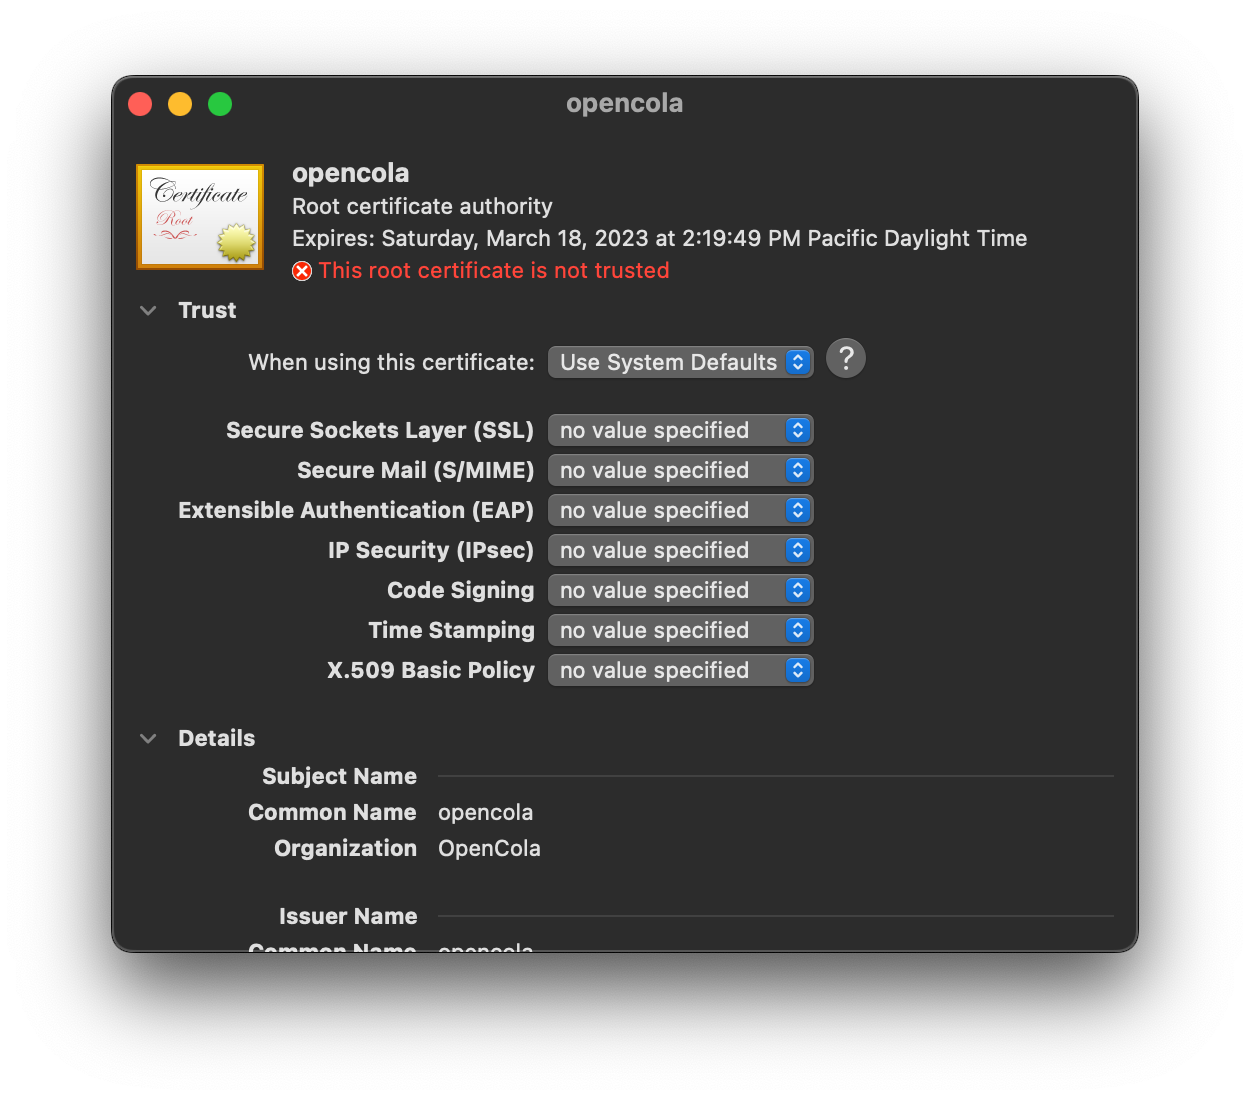 opencola
Certificate
Root
opencola
Root certificate authority
Expires: Saturday, March 18, 2023 at 2:19:49 PM Pacific Daylight Time
This root certificate is not trusted
Trust
When using this certificate: Use System Defaults ?
Secure Sockets Layer (SSL) no value specified
Secure Mail (S/MIME) no value specified
Extensible Authentication (EAP) no value specified
IP Security (IPsec) no value specified
Code Signing no value specified
Time Stamping no value specified
X.509 Basic Policy no value specified
Details
Subject Name
Common Name opencola
Organization OpenCola
Issuer Name
Common Name opencola